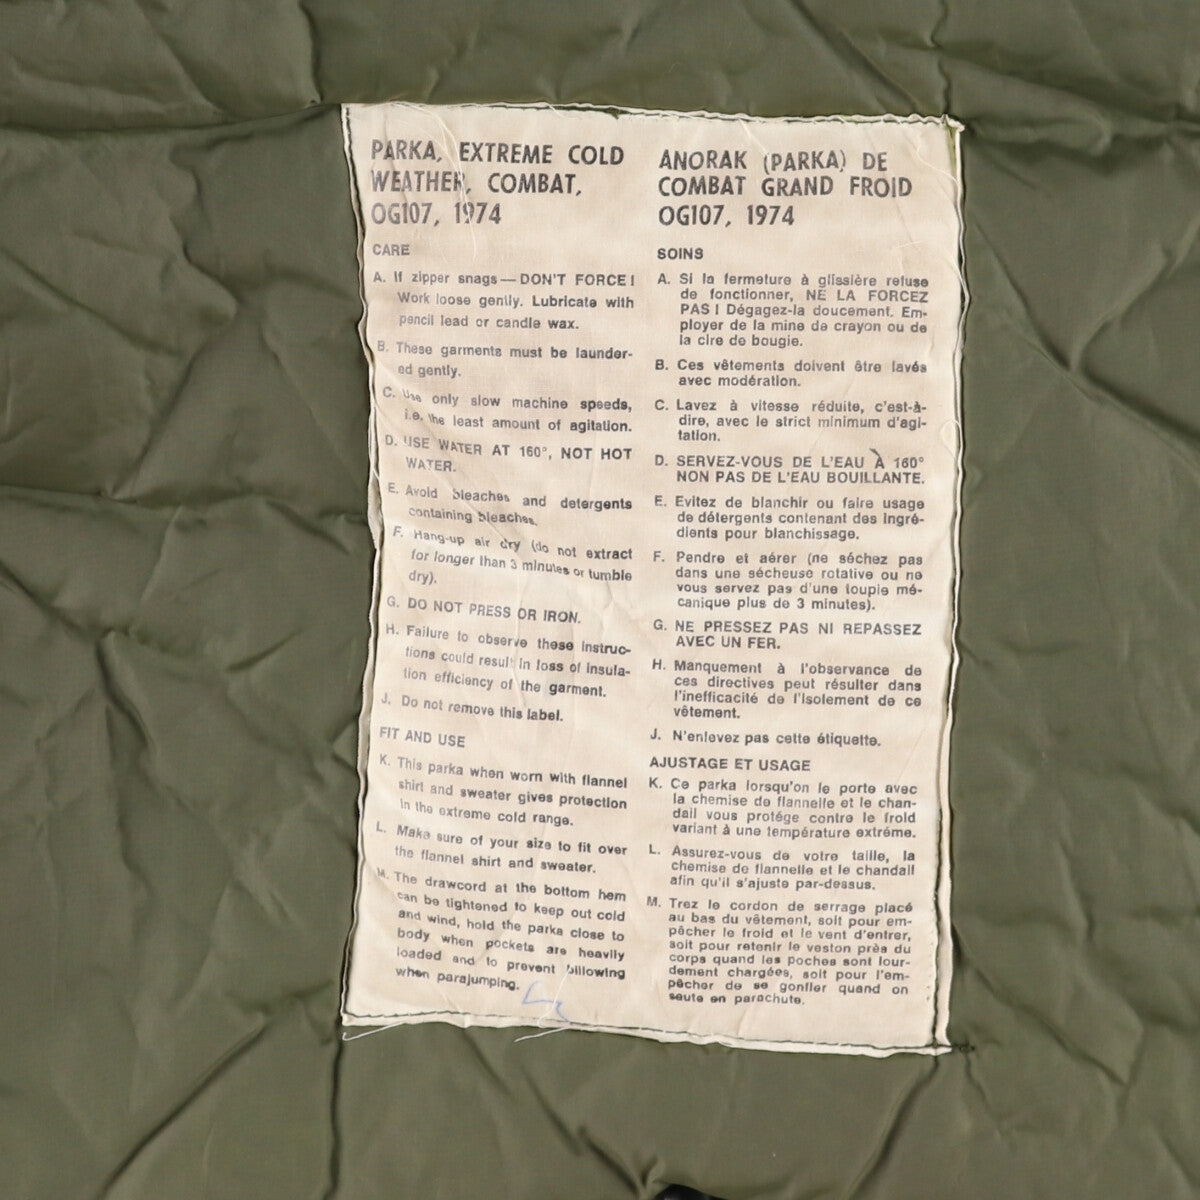 PARKA, EXTREME COLD
WEATHER, COMBAT,
OG107, 1974
CARE
A. If zipper snags — DON'T FORCE!
Work loose gently. Lubricate with
pencil lead or candle wax.
B. These garments must be launder-
ed gently.
C. Use only slow machine speeds,
i.e. the least amount of agitation.
D. USE WATER AT 160°, NOT HOT
WATER.
E. Avoid bleaches and detergents
containing bleaches.
F. Hang-up air dry (do not extract
for longer than 3 minutes or tumble
dry).
G. DO NOT PRESS OR IRON.
H. Failure to observe these instruc-
tions could result in loss of insula-
tion efficiency of the garment.
J. Do not remove this label.
FIT AND USE
K. This parka when worn with flannel
shirt and sweater gives protection
in the extreme cold range.
L. Make sure of your size to fit over
the flannel shirt and sweater.
M. The drawcord at the bottom hem
can be tightened to keep out cold
and wind, hold the parka close to
body when pockets are heavily
loaded and to prevent billowing
when parajumping.
ANORAK (PARKA) DE
COMBAT GRAND FROID
OG107, 1974
SOINS
A. Si la fermeture à glissière refuse
de fonctionner, NE LA FORCEZ
PAS! Dégagez-la doucement. Em-
ployer de la mine de crayon ou de
la cire de bougie.
B. Ces vêtements doivent être lavés
avec modération.
C. Lavez à vitesse réduite, c'est-à-
dire, avec le strict minimum d'agi-
tation.
D. SERVEZ-VOUS DE L'EAU À 160°
NON PAS DE L'EAU BOUILLANTE.
E. Evitez de blanchir ou faire usage
de détergents contenant des ingré-
dients pour blanchissage.
F. Pendre et aérer (ne séchez pas
dans une sécheuse rotative ou ne
vous servez pas d'une toupie mé-
canique plus de 3 minutes).
G. NE PRESSEZ PAS NI REPASSEZ
AVEC UN FER.
H. Manquement à l'observance de
ces directives peut résulter dans
l'inefficacité de l'isolement de ce
vêtement.
J. N'enlevez pas cette étiquette.
AJUSTAGE ET USAGE
K. Ce parka lorsqu'on le porte avec
la chemise de flannelle et le chan-
dail vous protége contre le froid
variant à une température extréme.
L. Assurez-vous de votre taille, la
chemise de flannelle et le chandail
afin qu'il s'ajuste par-dessus.
M. Trez le cordon de serrage placé
au bas du vêtement, soit pour em-
pêcher le froid et le vent d'entrer,
soit pour retenir le veston près du
corps quand les poches sont lour-
dement chargées, soit pour l'em-
pêcher de se gonfler quand on
saute en parachute.